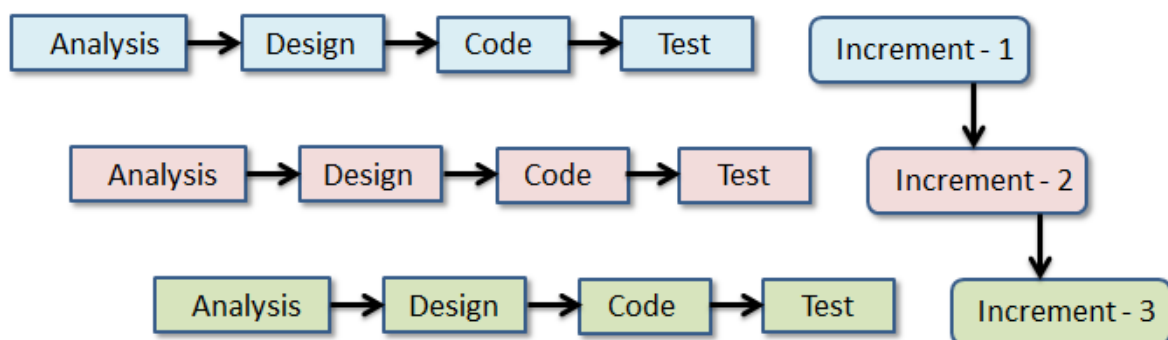 Analysis Design Code Test Increment - 1
Analysis Design Code Test Increment - 2
Analysis Design Code Test Increment - 3